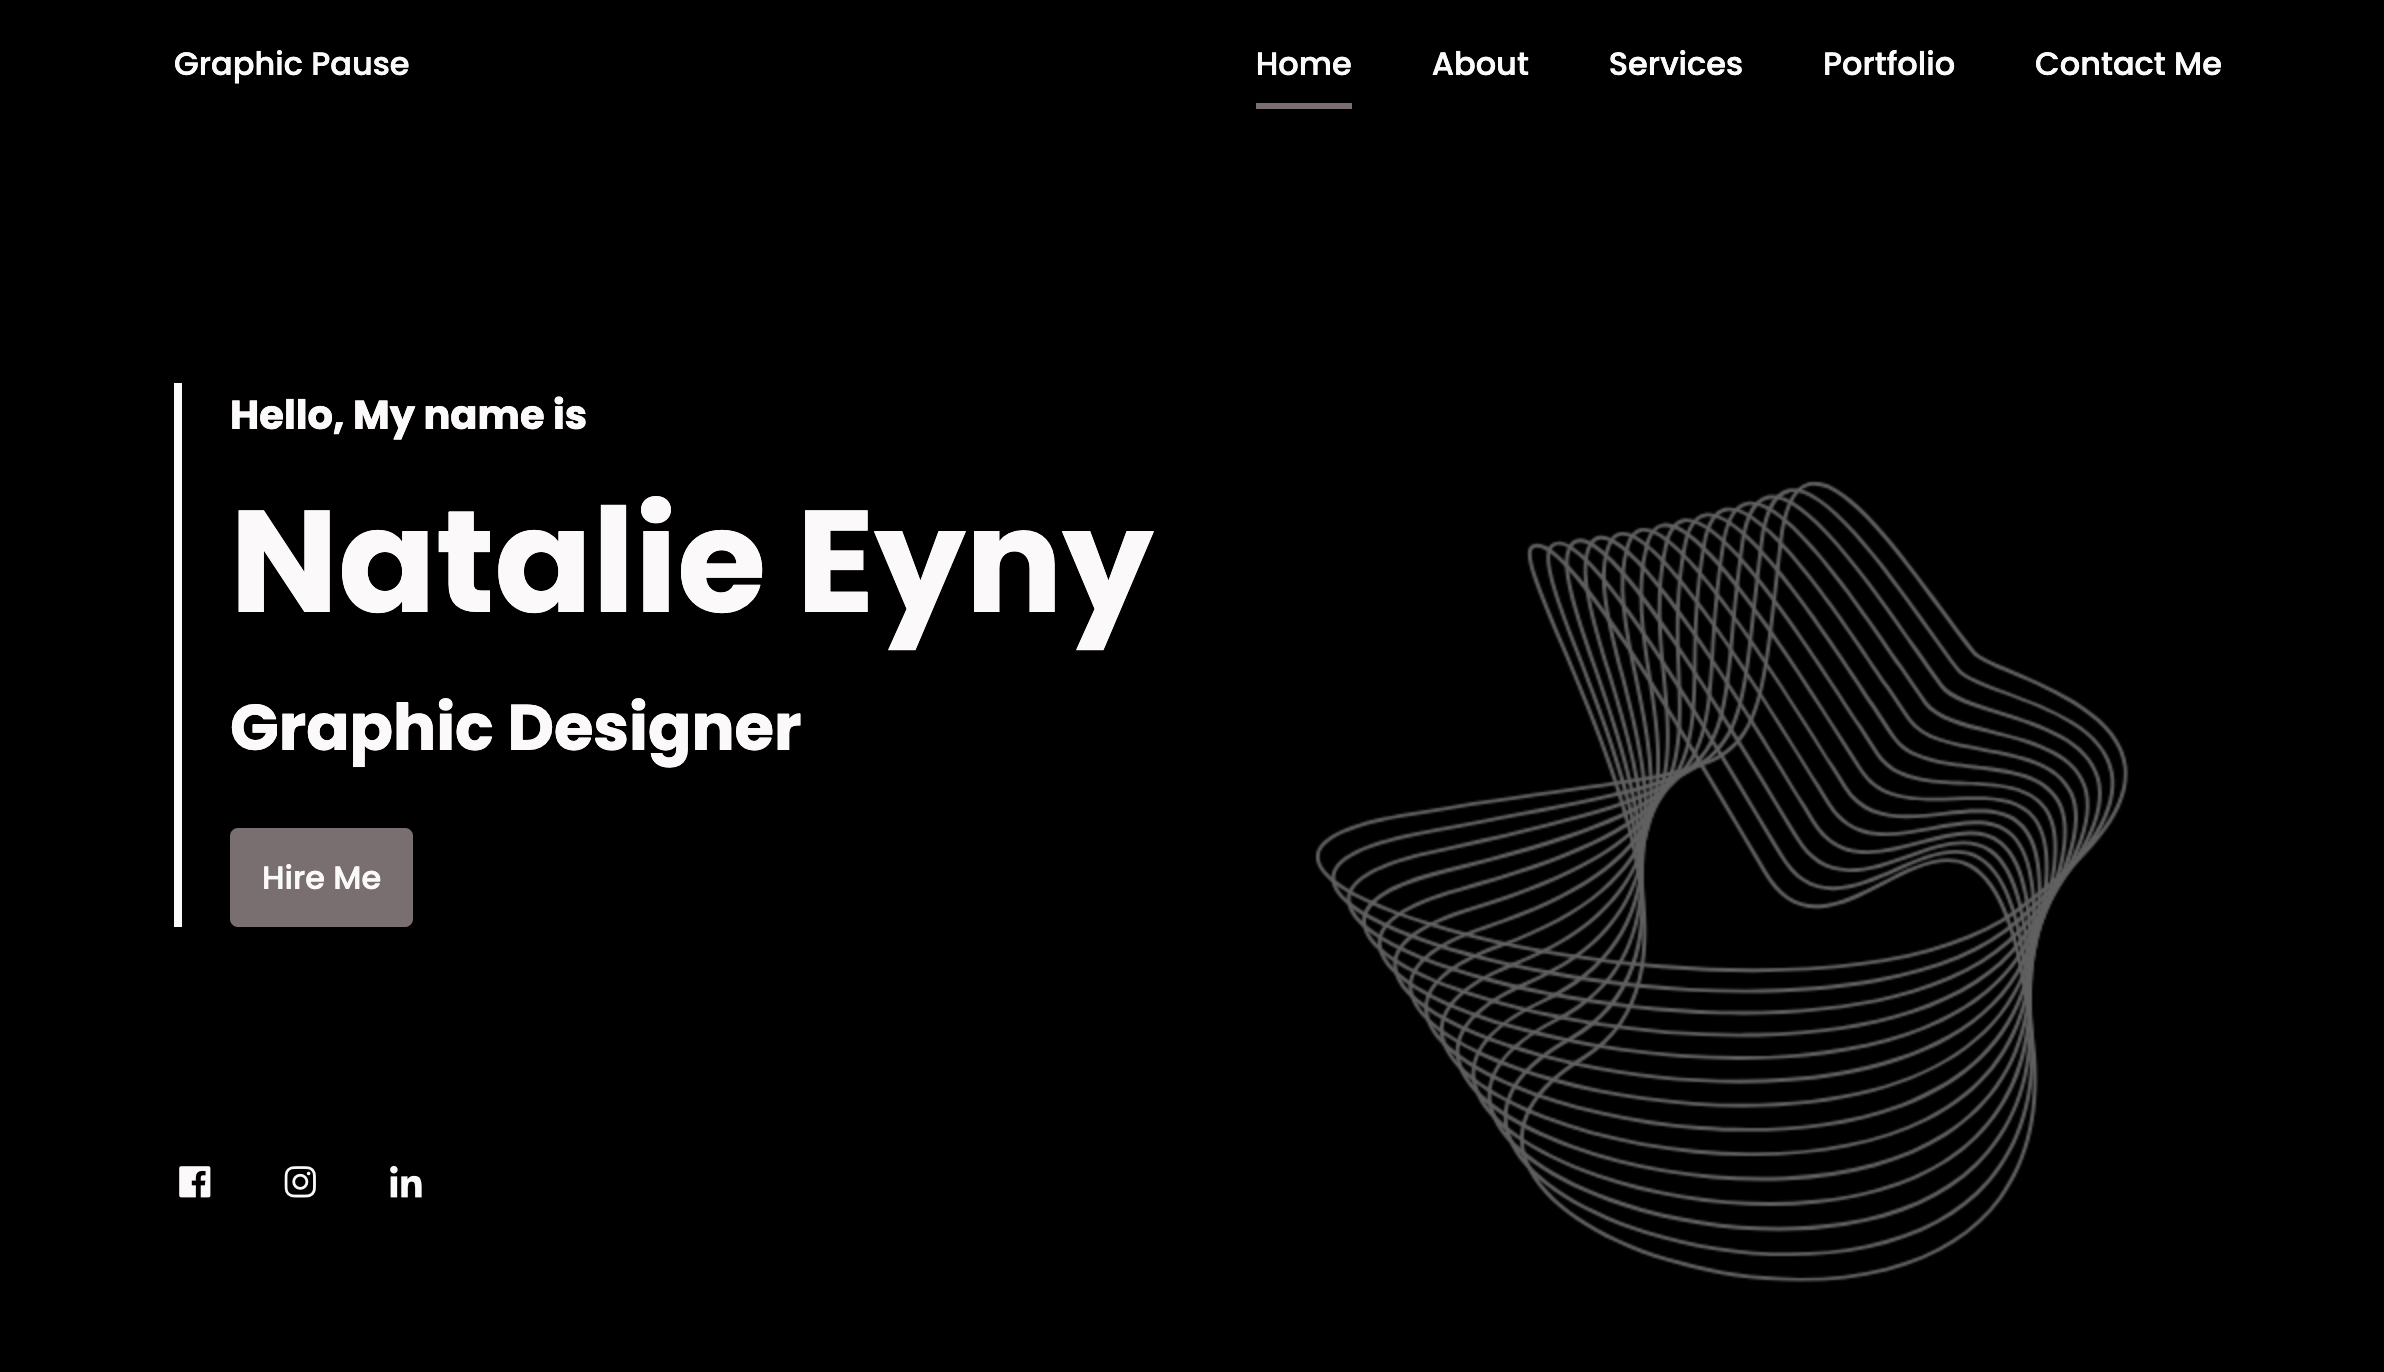 Graphic Pause
Home About Services Portfolio Contact Me
Hello, My name is
Natalie Eyny
Graphic Designer
Hire Me